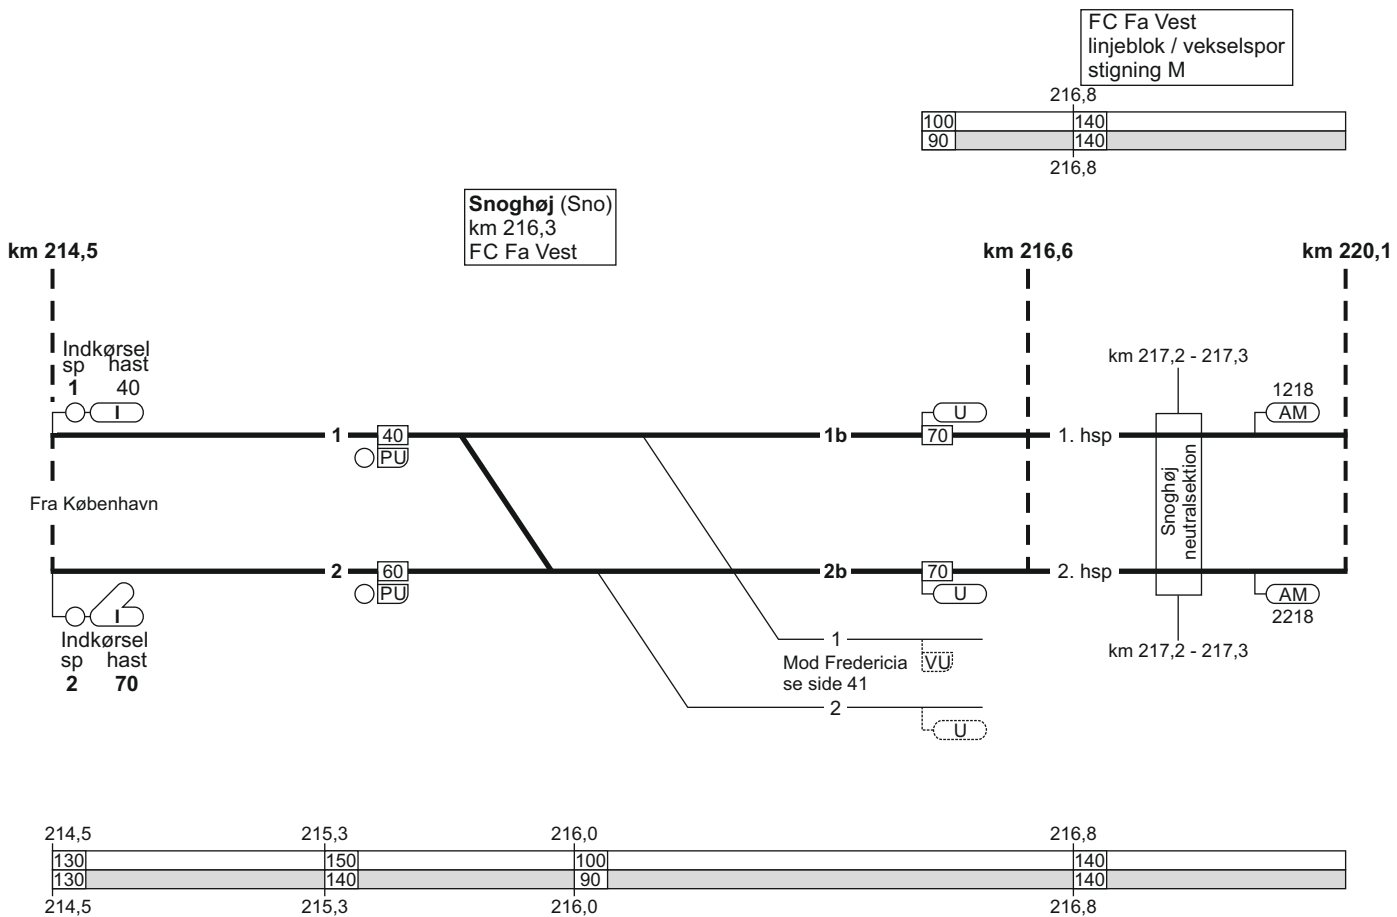 FC Fa Vest
linjeblok / vekselspor
stigning M
216,8
100 140
90 140
216,8
Snoghøj (Sno)
km 216,3
FC Fa Vest
km 214,5
km 216,6
km 220,1
Indkørsel
sp hast
1 40
I
km 217,2 - 217,3
1218
U
AM
1 40 1b 70 1. hsp
PU
Fra København
Snoghøj
neutralsektion
2 60 2b 70 2. hsp
PU
U
AM
2218
I
Indkørsel
sp hast
2 70
1
Mod Fredericia
se side 41
VU
km 217,2 - 217,3
2
U
214,5 215,3 216,0 216,8
130 150 100 140
130 140 90 140
214,5 215,3 216,0 216,8